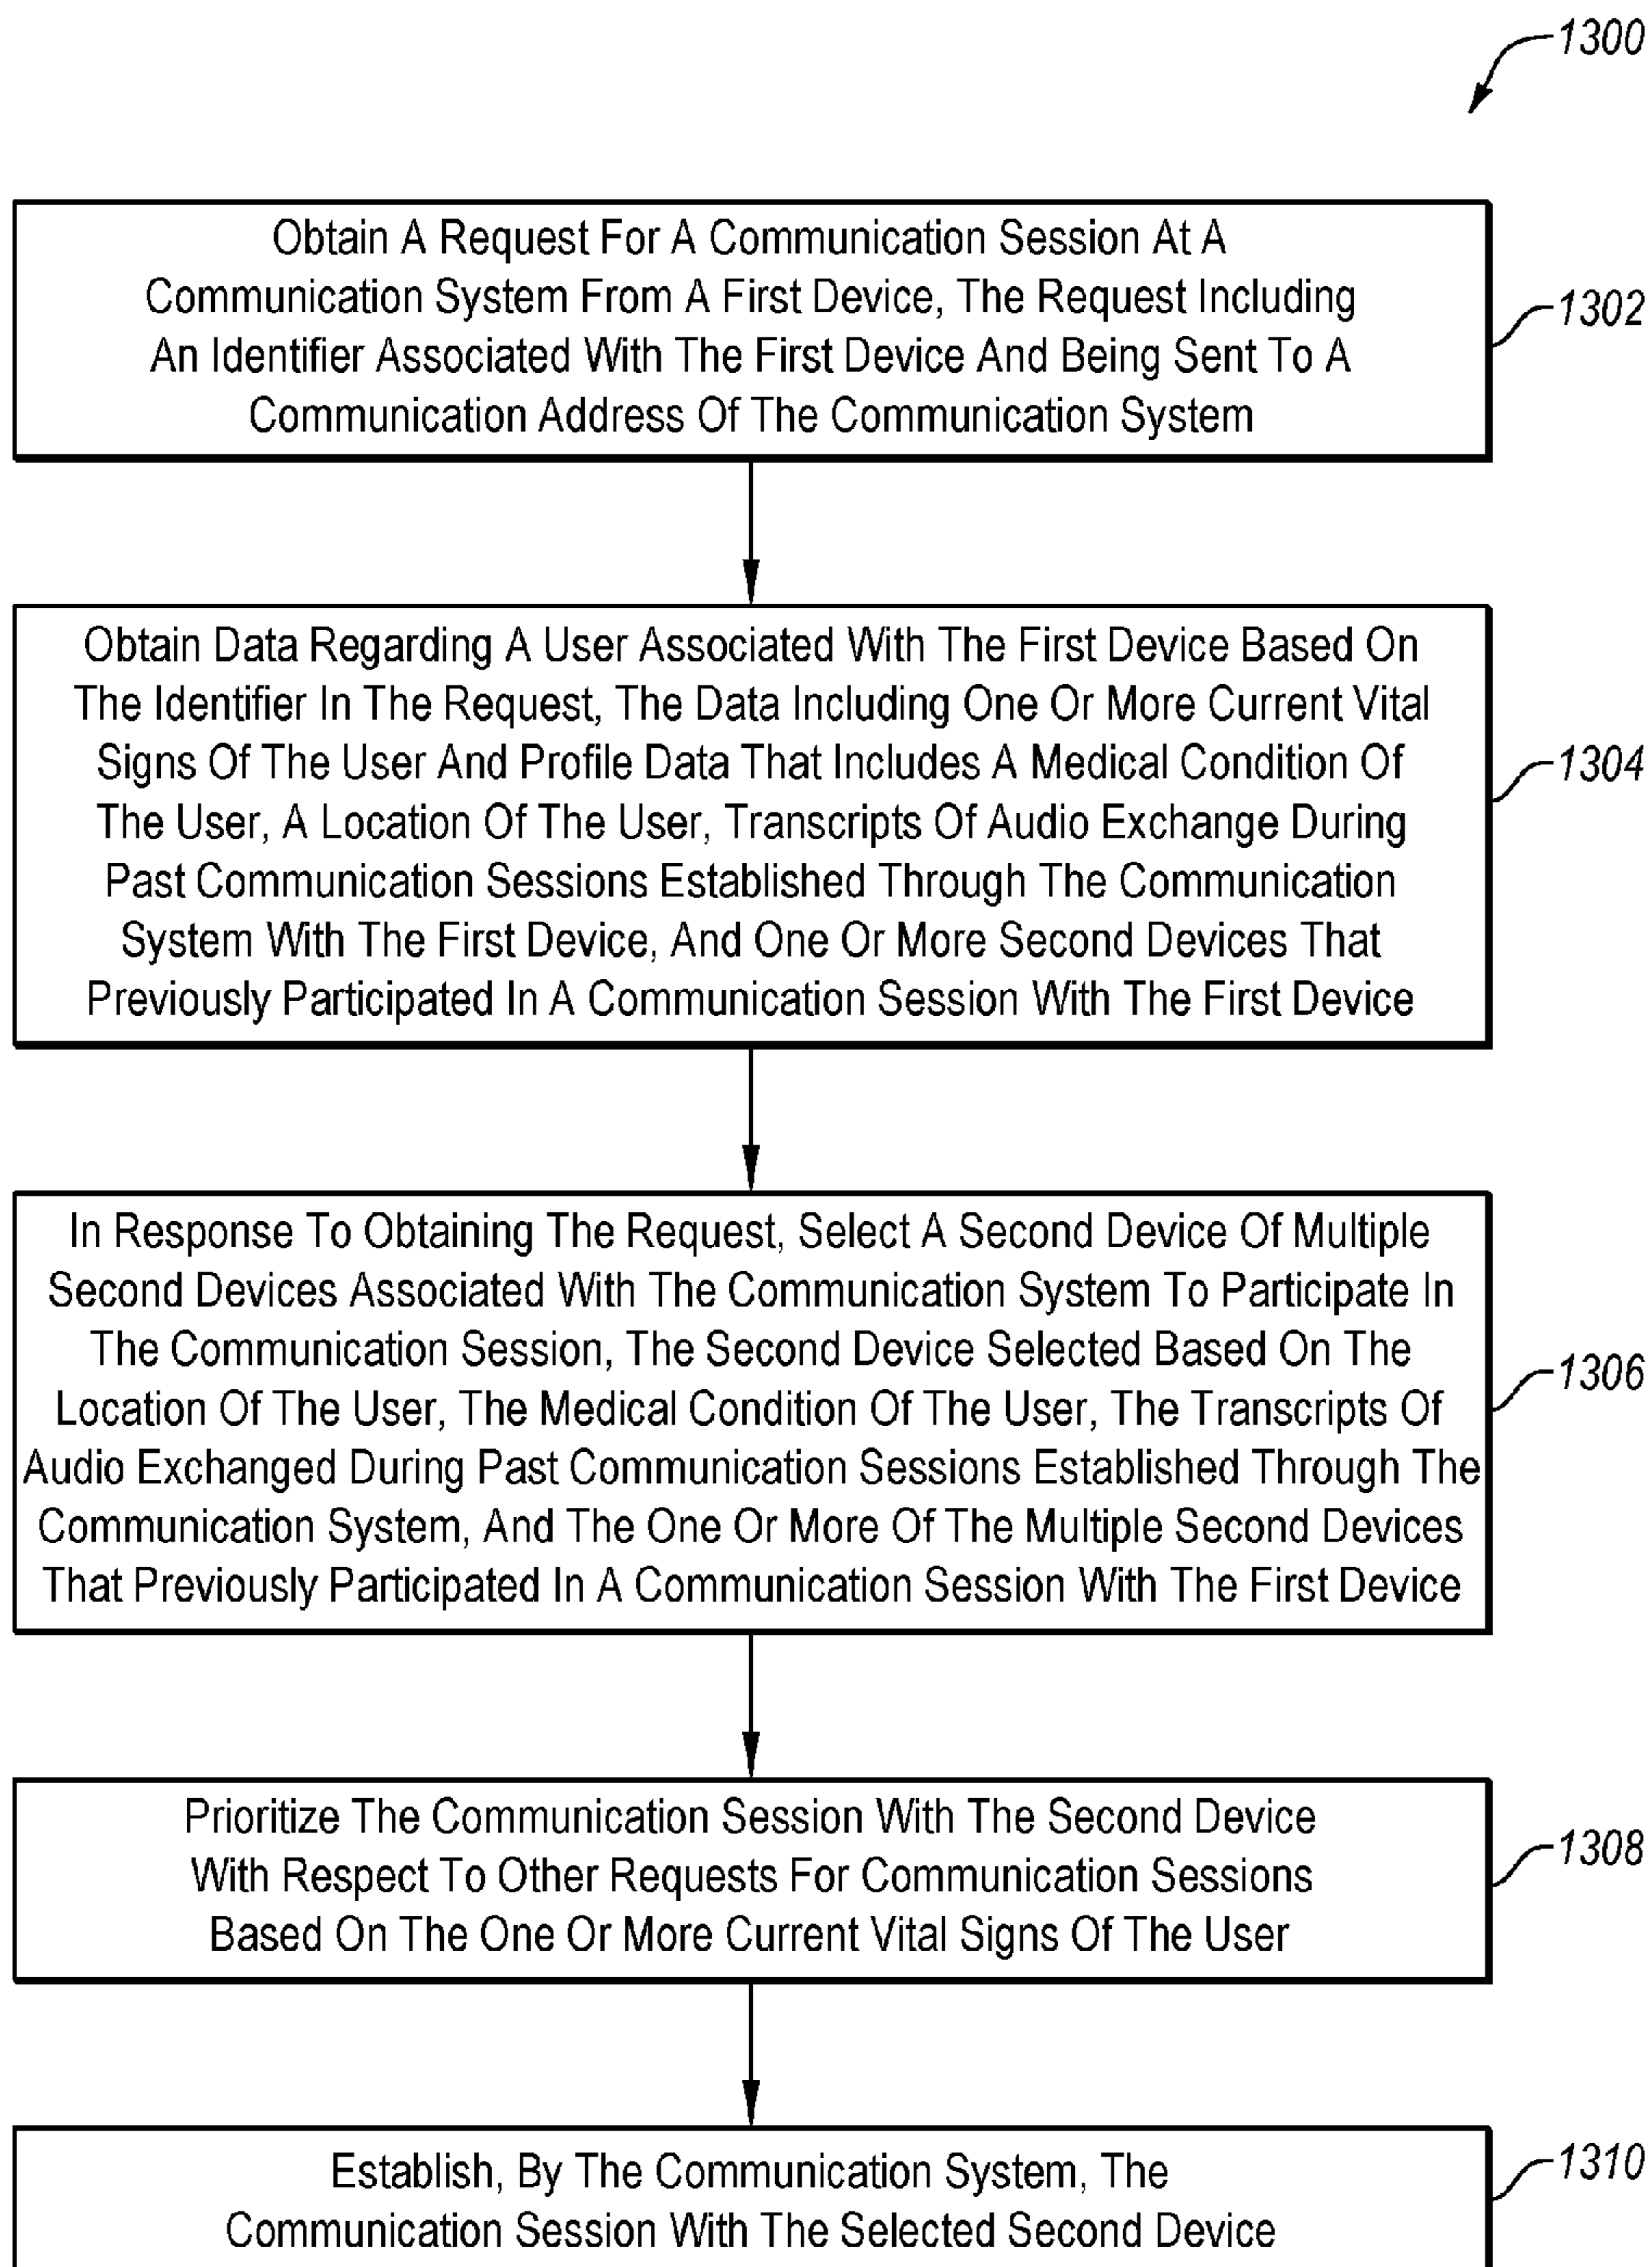 1300
Obtain A Request For A Communication Session At A
Communication System From A First Device, The Request Including
An Identifier Associated With The First Device And Being Sent To A
Communication Address Of The Communication System
1302
Obtain Data Regarding A User Associated With The First Device Based On
The Identifier In The Request, The Data Including One Or More Current Vital
Signs Of The User And Profile Data That Includes A Medical Condition Of
The User, A Location Of The User, Transcripts Of Audio Exchange During
Past Communication Sessions Established Through The Communication
System With The First Device, And One Or More Second Devices That
Previously Participated In A Communication Session With The First Device
1304
In Response To Obtaining The Request, Select A Second Device Of Multiple
Second Devices Associated With The Communication System To Participate In
The Communication Session, The Second Device Selected Based On The
Location Of The User, The Medical Condition Of The User, The Transcripts Of
Audio Exchanged During Past Communication Sessions Established Through The
Communication System, And The One Or More Of The Multiple Second Devices
That Previously Participated In A Communication Session With The First Device
1306
Prioritize The Communication Session With The Second Device
With Respect To Other Requests For Communication Sessions
Based On The One Or More Current Vital Signs Of The User
1308
Establish, By The Communication System, The
Communication Session With The Selected Second Device
1310